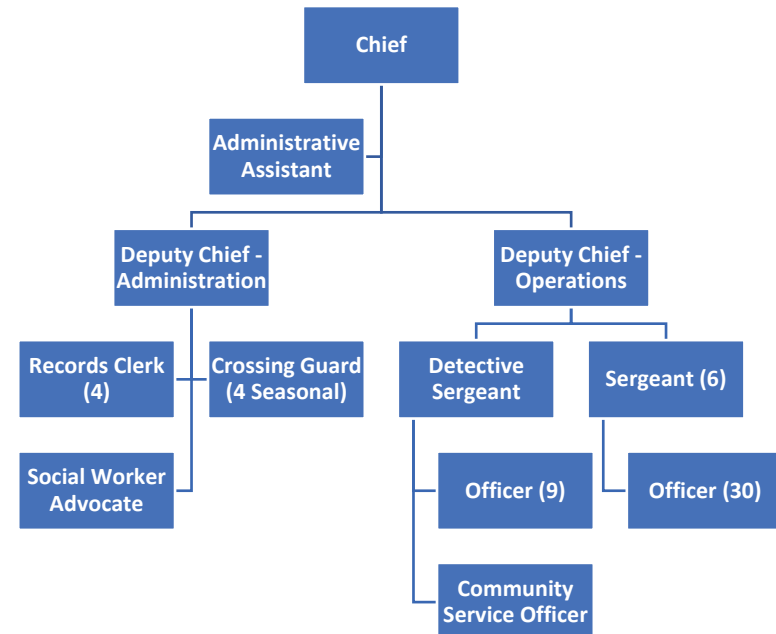 Chief
Administrative
Assistant
Deputy Chief -
Administration
Deputy Chief -
Operations
Records Clerk
(4)
Crossing Guard
(4 Seasonal)
Detective
Sergeant
Sergeant (6)
Social Worker
Advocate
Officer (9)
Officer (30)
Community
Service Officer